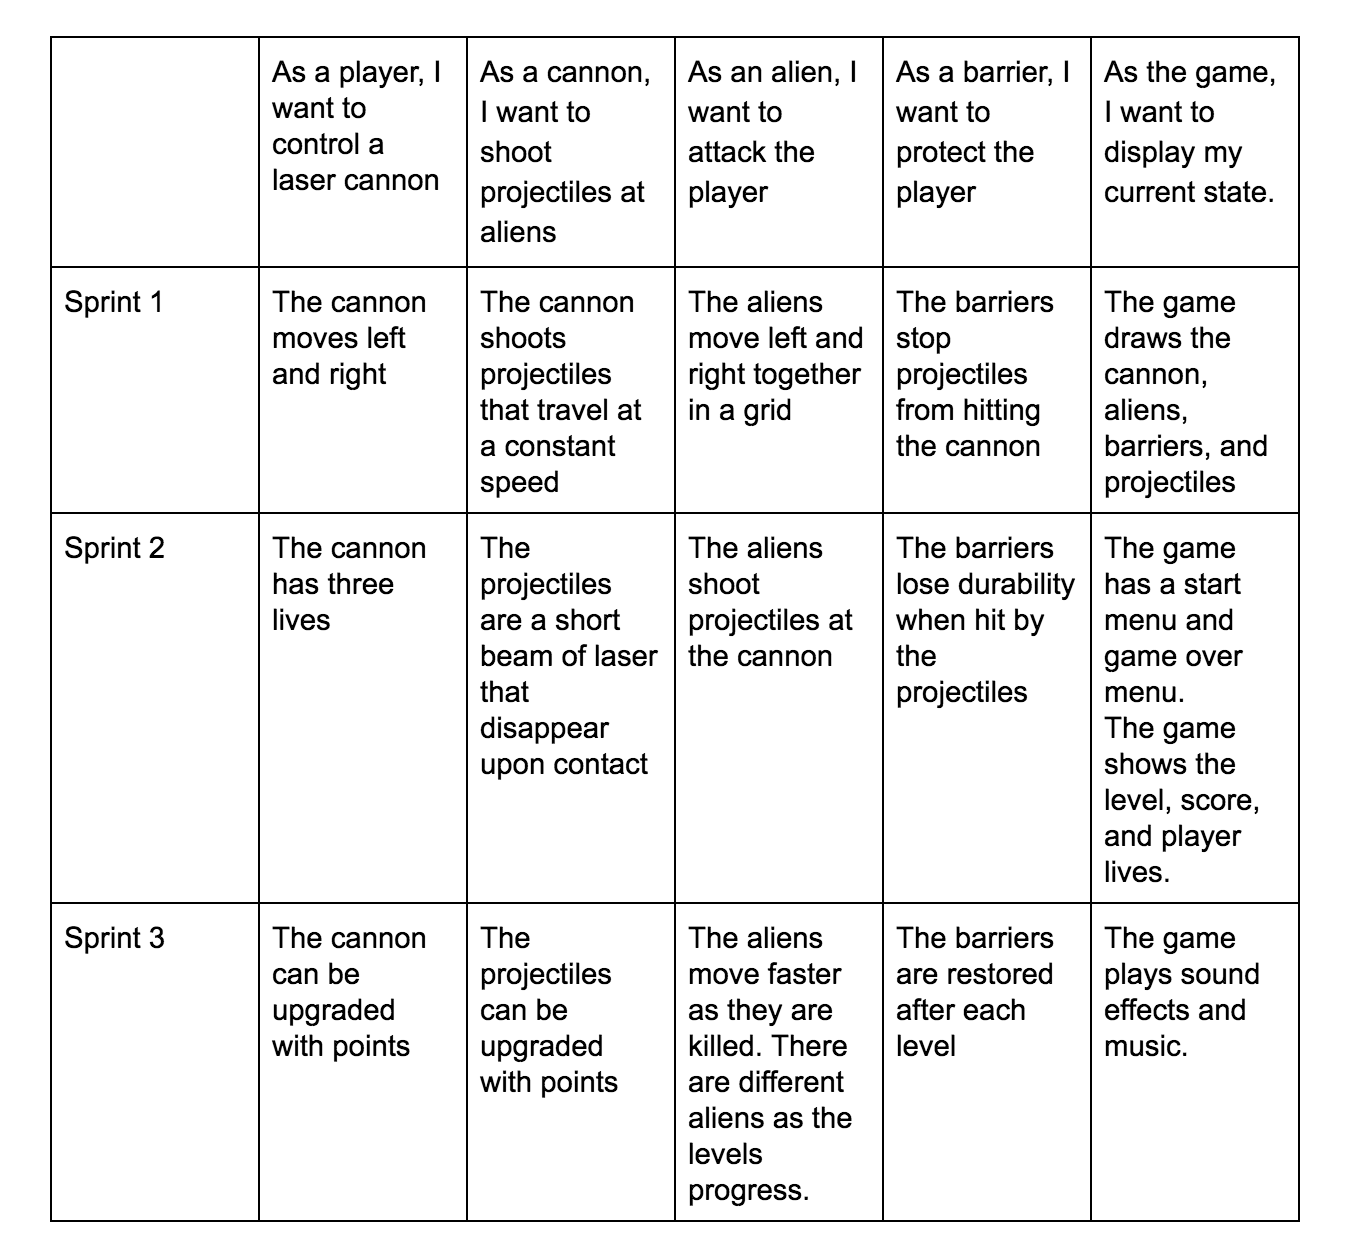 As a player, I
want to
control a
laser cannon
As a cannon,
I want to
shoot
projectiles at
aliens
As an alien, I
want to
attack the
player
As a barrier, I
want to
protect the
player
As the game,
I want to
display my
current state.
Sprint 1
The cannon
moves left
and right
The cannon
shoots
projectiles
that travel at
a constant
speed
The aliens
move left and
right together
in a grid
The barriers
stop
projectiles
from hitting
the cannon
The game
draws the
cannon,
aliens,
barriers, and
projectiles
Sprint 2
The cannon
has three
lives
The
projectiles
are a short
beam of laser
that
disappear
upon contact
The aliens
shoot
projectiles at
the cannon
The barriers
lose durability
when hit by
the
projectiles
The game
has a start
menu and
game over
menu.
The game
shows the
level, score,
and player
lives.
Sprint 3
The cannon
can be
upgraded
with points
The
projectiles
can be
upgraded
with points
The aliens
move faster
as they are
killed. There
are different
aliens as the
levels
progress.
The barriers
are restored
after each
level
The game
plays sound
effects and
music.